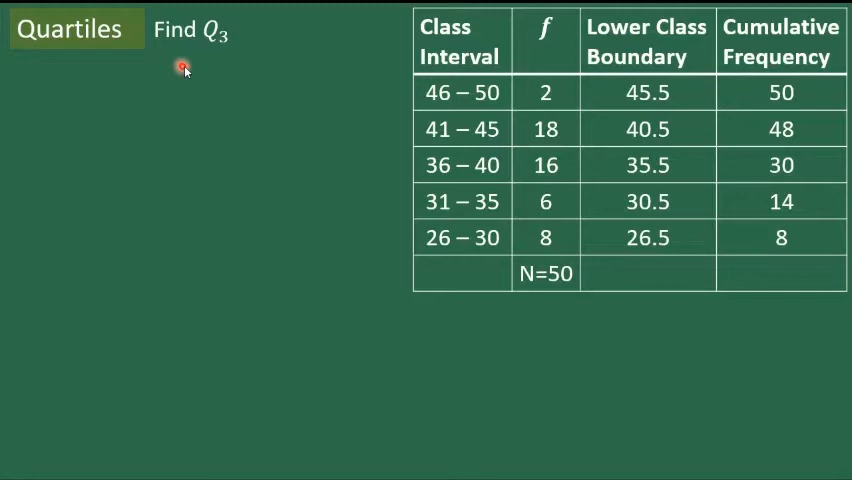 Quartiles Find Q₃
Class Interval f Lower Class Boundary Cumulative Frequency
46 – 50 2 45.5 50
41 – 45 18 40.5 48
36 – 40 16 35.5 30
31 – 35 6 30.5 14
26 – 30 8 26.5 8
N=50